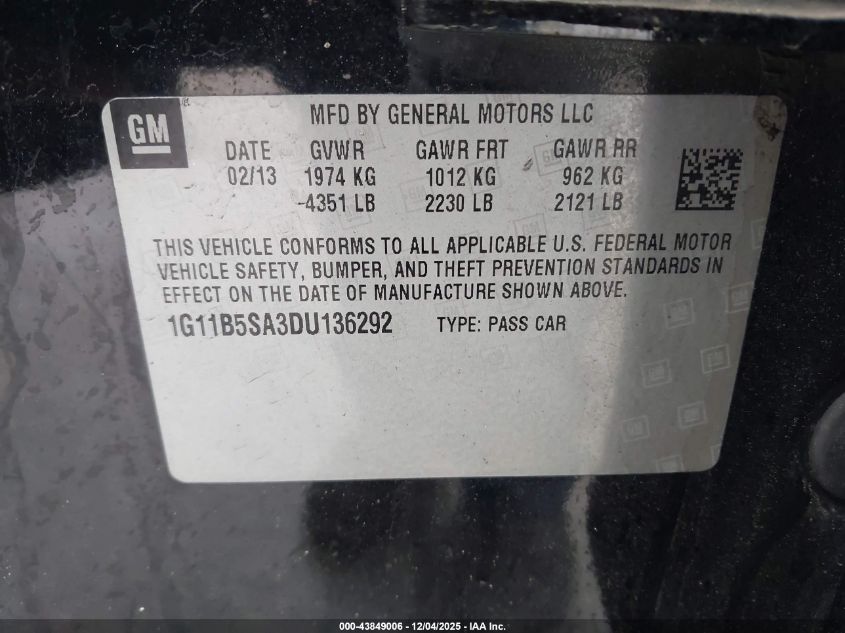 GM
MFD BY GENERAL MOTORS LLC
DATE GVWR GAWR FRT GAWR RR
02/13 1974 KG 1012 KG 962 KG
4351 LB 2230 LB 2121 LB
THIS VEHICLE CONFORMS TO ALL APPLICABLE U.S. FEDERAL MOTOR
VEHICLE SAFETY, BUMPER, AND THEFT PREVENTION STANDARDS IN
EFFECT ON THE DATE OF MANUFACTURE SHOWN ABOVE.
1G11B5SA3DU136292 TYPE: PASS CAR
000-43849006 - 12/04/2025 - IAA Inc.